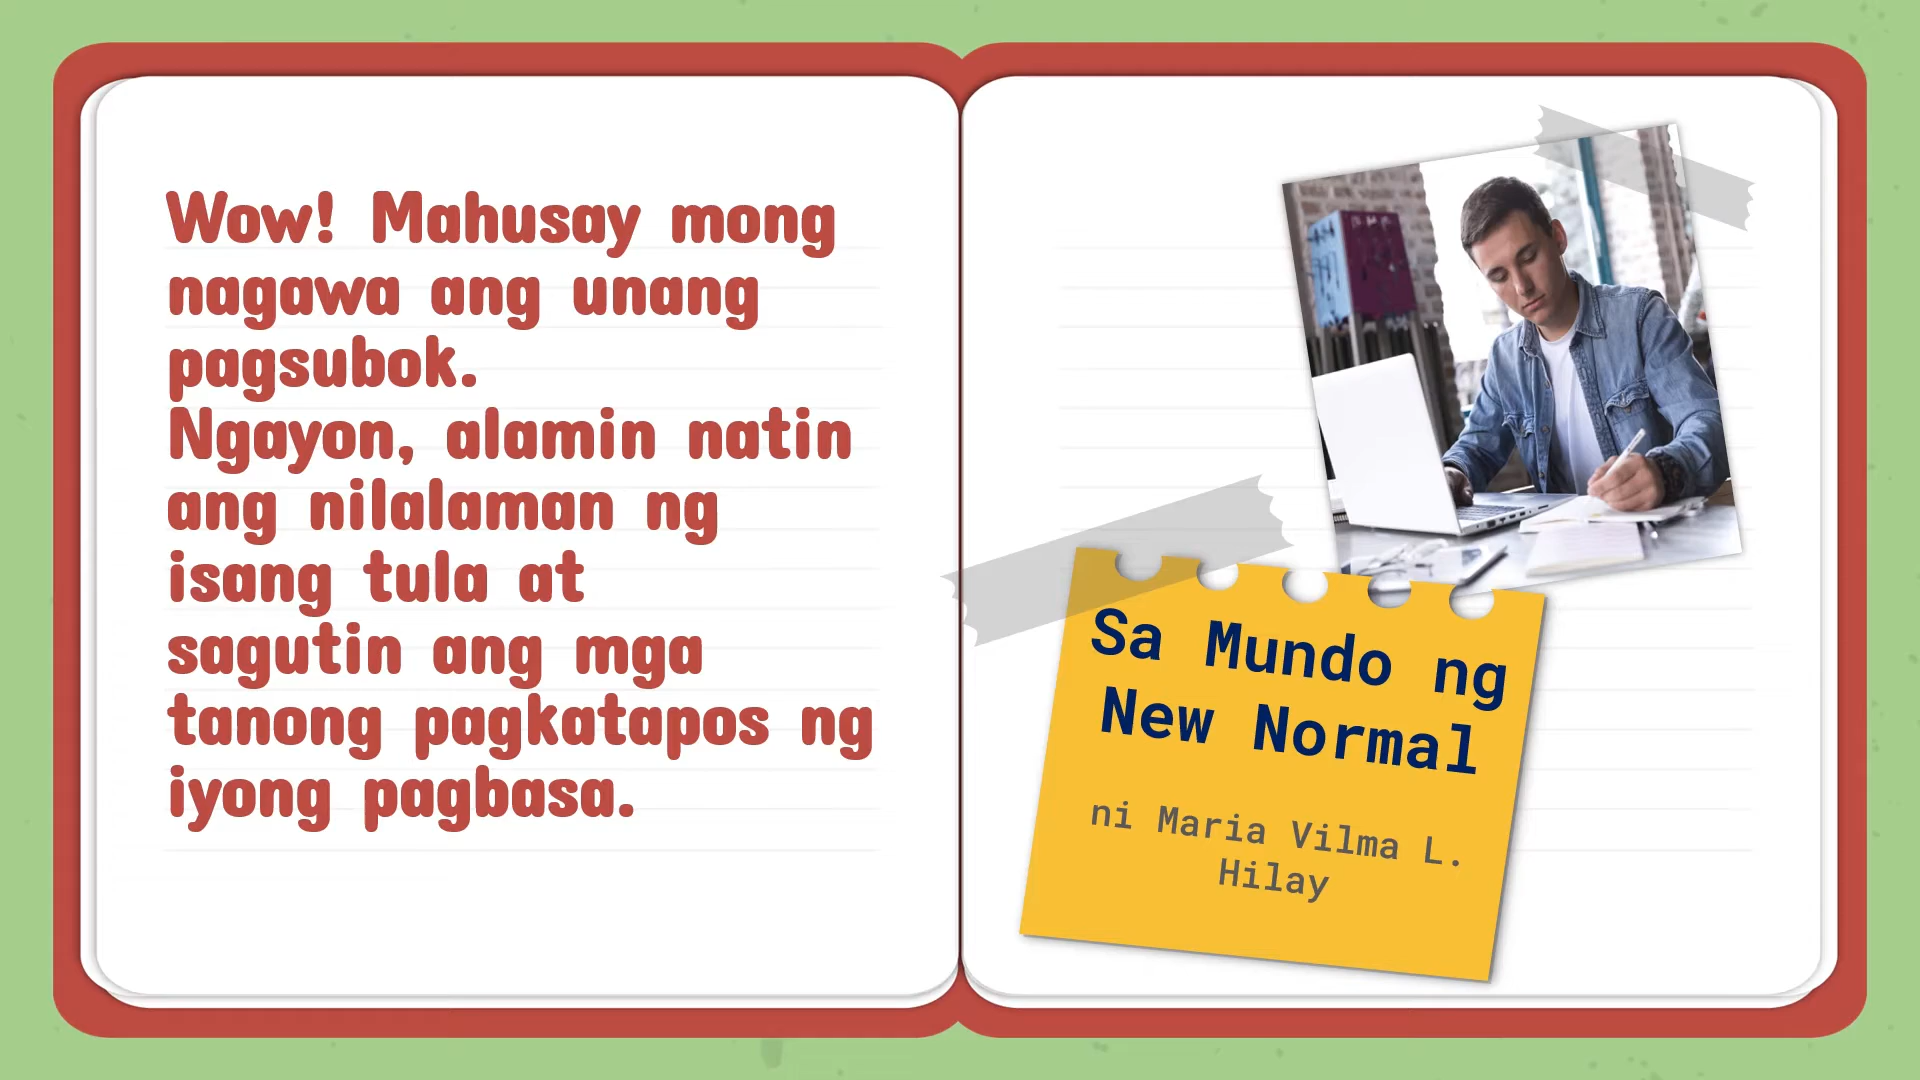 Wow! Mahusay mong
nagawa ang unang
pagsubok.
Ngayon, alamin natin
ang nilalaman ng
isang tula at
sagutin ang mga
tanong pagkatapos ng
iyong pagbasa.
Sa Mundo ng
New Normal
ni Maria Vilma L.
Hilay